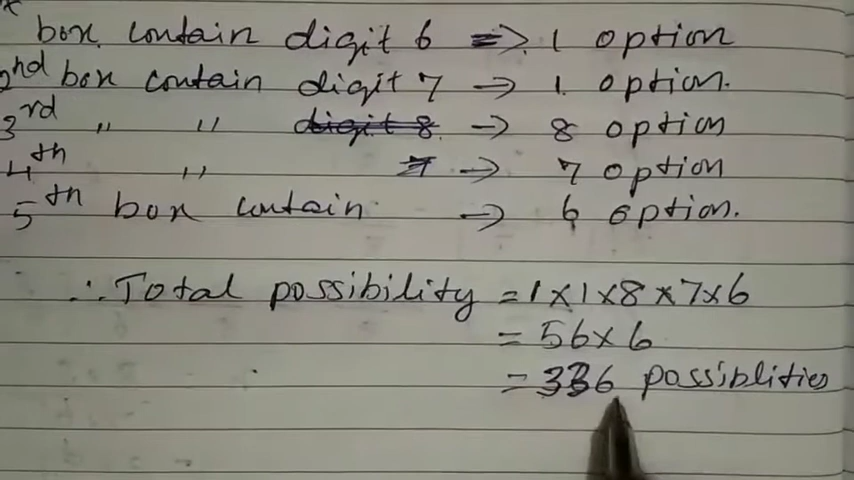 box contain digit 6 => 1 option
2nd box contain digit 7 → 1 option.
3rd " " digit 8 → 8 option
4th " → 7 option
5th box contain → 6 option.
∴ Total possibility = 1×1×8×7×6
= 56×6
= 336 possiblities